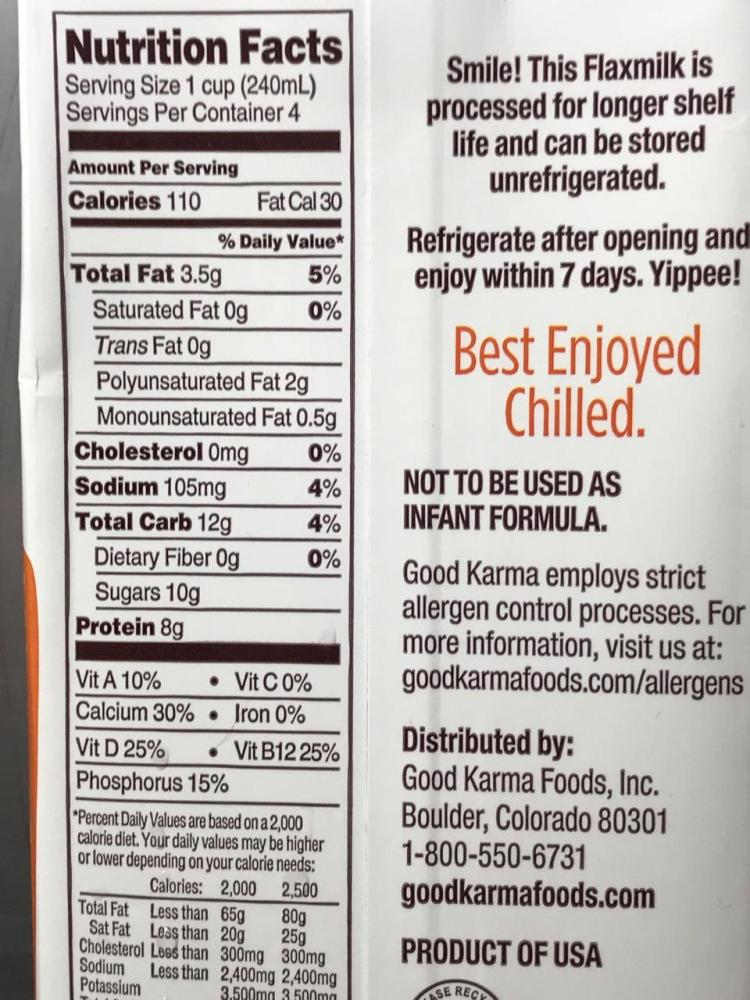 Nutrition Facts
Serving Size 1 cup (240mL)
Servings Per Container 4
Amount Per Serving
Calories 110 Fat Cal 30
% Daily Value*
Total Fat 3.5g 5%
Saturated Fat 0g 0%
Trans Fat 0g
Polyunsaturated Fat 2g
Monounsaturated Fat 0.5g
Cholesterol 0mg 0%
Sodium 105mg 4%
Total Carb 12g 4%
Dietary Fiber 0g 0%
Sugars 10g
Protein 8g
Vit A 10% • Vit C 0%
Calcium 30% • Iron 0%
Vit D 25% • Vit B12 25%
Phosphorus 15%
*Percent Daily Values are based on a 2,000
calorie diet. Your daily values may be higher
or lower depending on your calorie needs:
Calories: 2,000 2,500
Total Fat Less than 65g 80g
Sat Fat Less than 20g 25g
Cholesterol Less than 300mg 300mg
Sodium Less than 2,400mg 2,400mg
Potassium 3,500mg 3,500mg
Smile! This Flaxmilk is
processed for longer shelf
life and can be stored
unrefrigerated.
Refrigerate after opening and
enjoy within 7 days. Yippee!
Best Enjoyed
Chilled.
NOT TO BE USED AS
INFANT FORMULA.
Good Karma employs strict
allergen control processes. For
more information, visit us at:
goodkarmafoods.com/allergens
Distributed by:
Good Karma Foods, Inc.
Boulder, Colorado 80301
1-800-550-6731
goodkarmafoods.com
PRODUCT OF USA